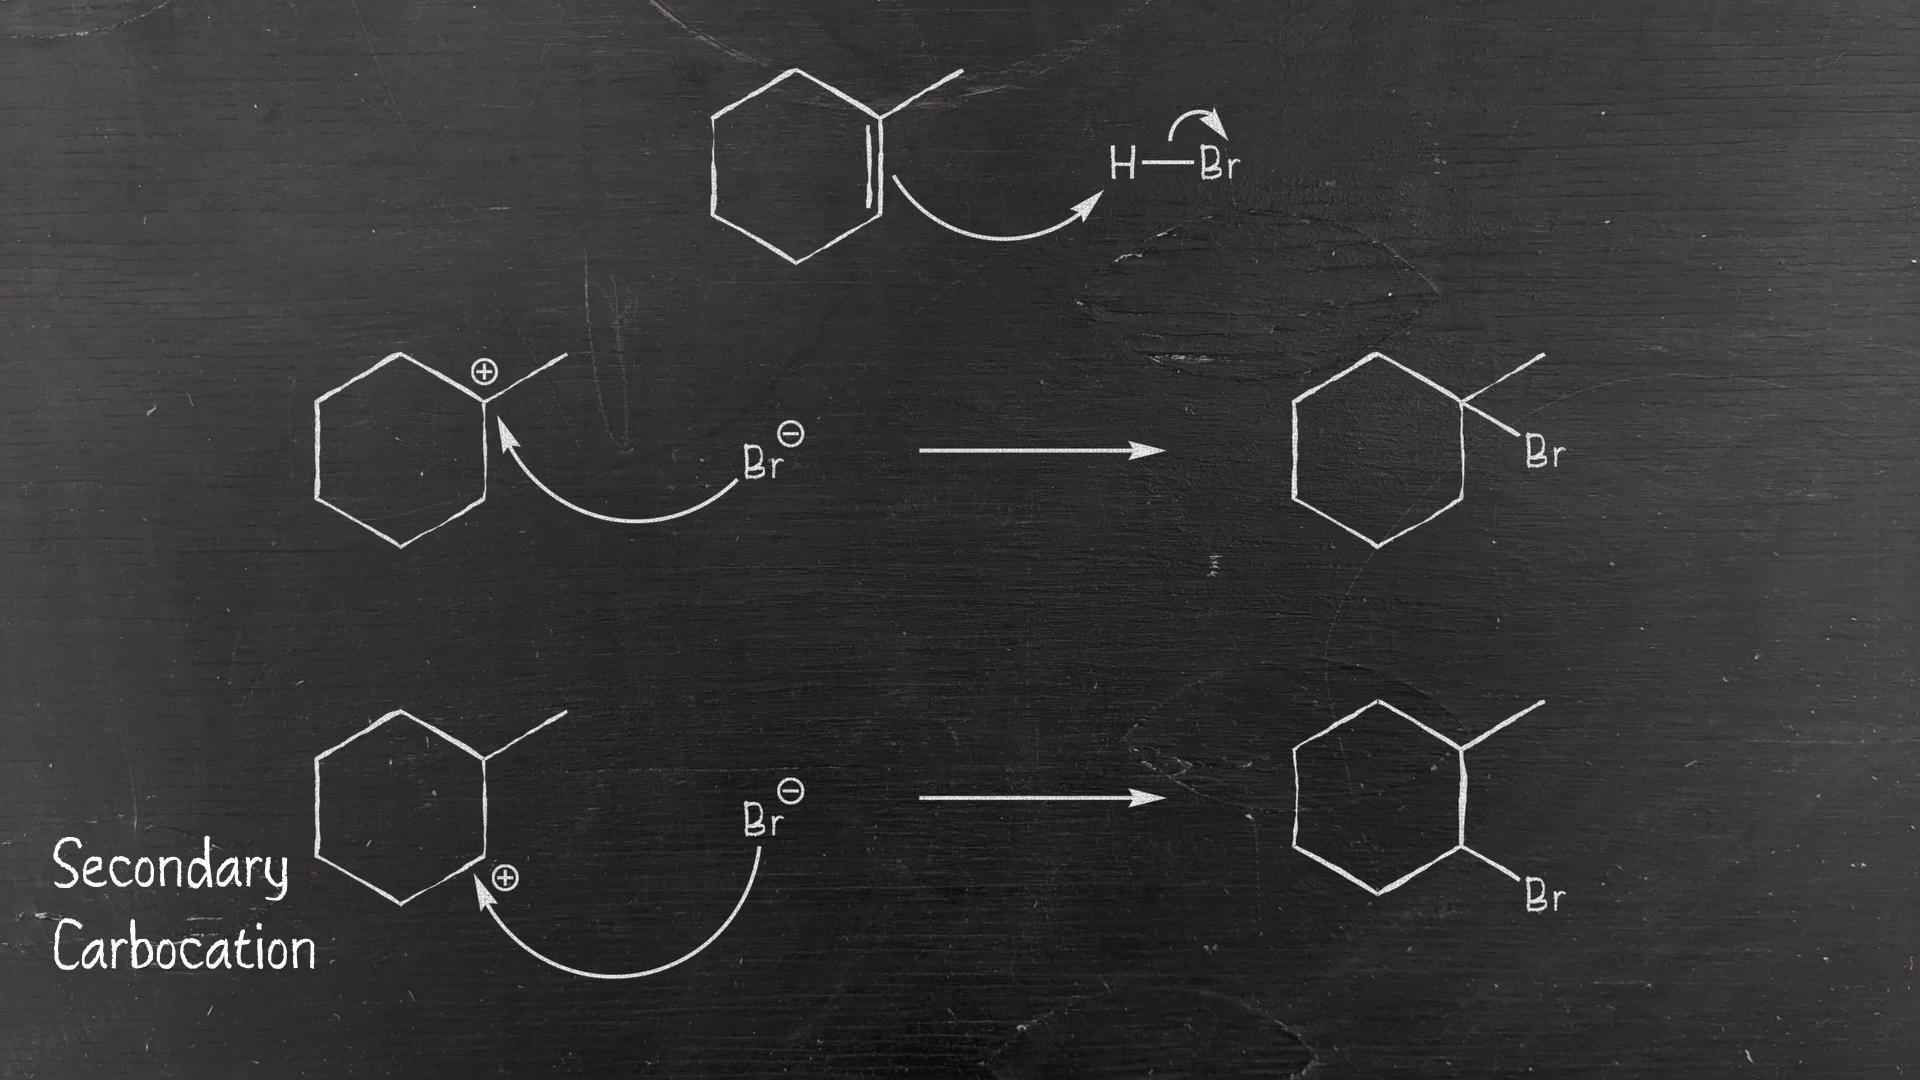 H—Br
⊕
Br⊖
Br
Br⊖
⊕
Br
Secondary
Carbocation